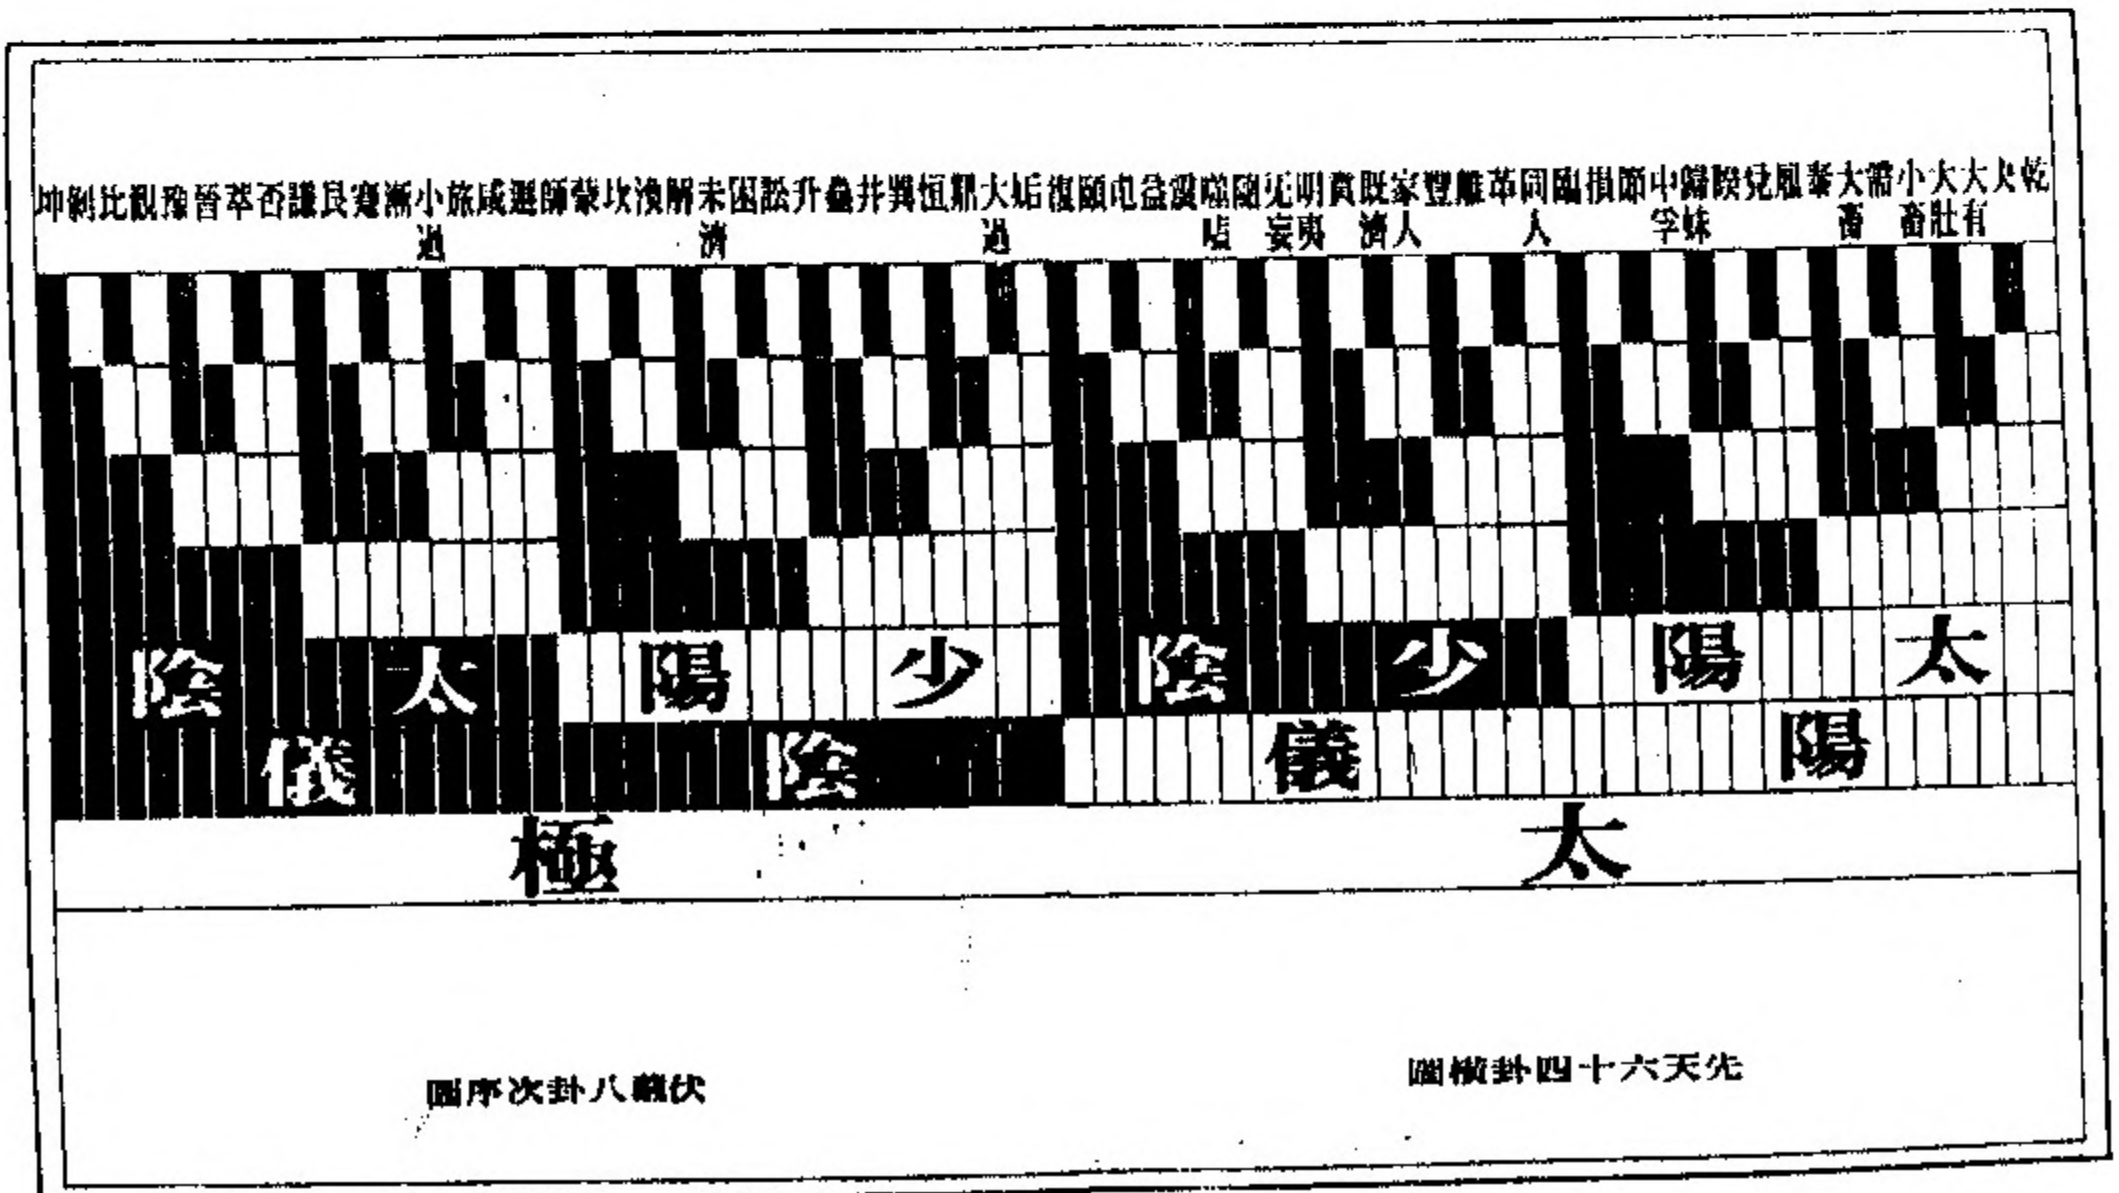 乾夬大有大壯小畜需大畜泰履兌睽歸妹中孚節損臨同人革離豐家人既濟賁明夷无妄隨噬嗑震益屯頤復姤大過鼎恒巽井蠱升訟困未濟解渙坎蒙師遯咸旅小過漸蹇艮謙否萃晉豫觀比剝坤
太陽少陰少陽太陰
陽儀陰儀
太極
先天六十四卦橫圖
伏羲八卦次序圖